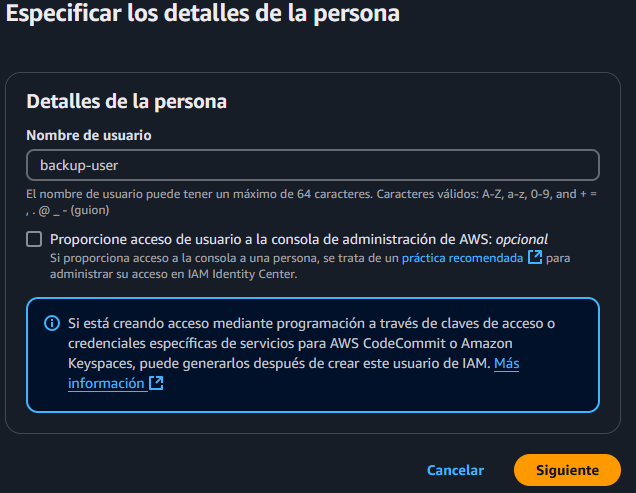 Especificar los detalles de la persona
Detalles de la persona
Nombre de usuario
backup-user
El nombre de usuario puede tener un máximo de 64 caracteres. Caracteres válidos: A-Z, a-z, 0-9, and + =
, . @ _ - (guion)
Proporcione acceso de usuario a la consola de administración de AWS: opcional
Si proporciona acceso a la consola a una persona, se trata de un práctica recomendada para
administrar su acceso en IAM Identity Center.
Si está creando acceso mediante programación a través de claves de acceso o
credenciales específicas de servicios para AWS CodeCommit o Amazon
Keyspaces, puede generarlos después de crear este usuario de IAM. Más
información
Cancelar
Siguiente